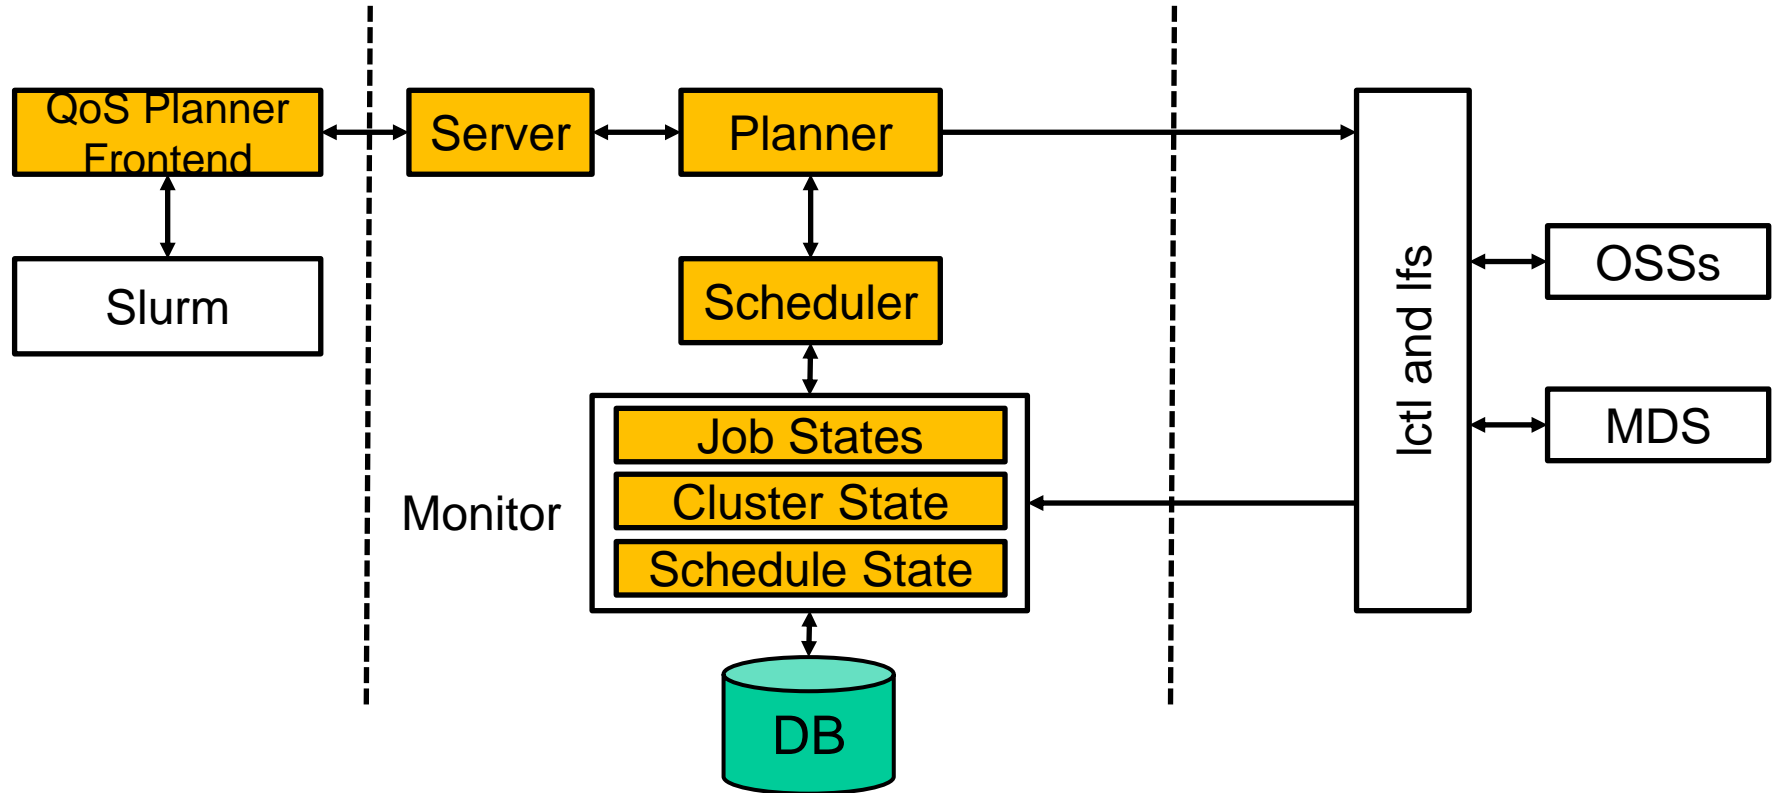 QoS Planner
Frontend
Server
Planner
Slurm
Scheduler
lctl and lfs
OSSs
MDS
Monitor
Job States
Cluster State
Schedule State
DB